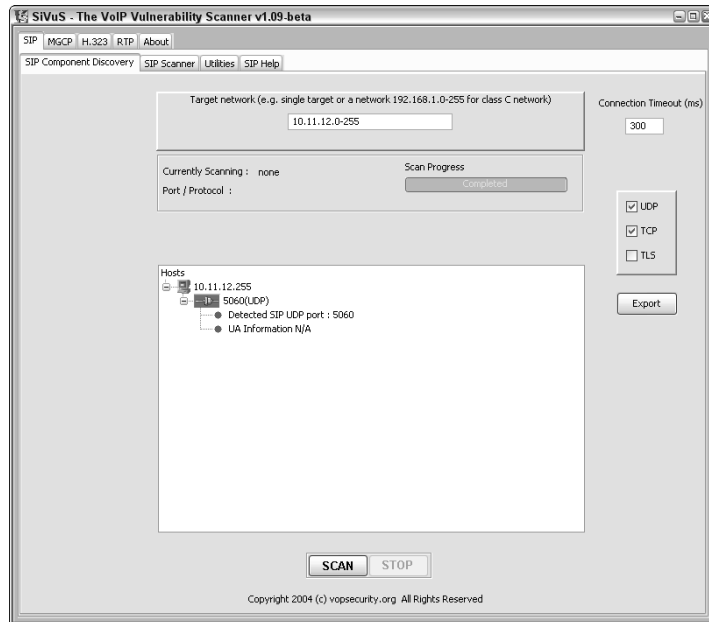 SiVuS - The VoIP Vulnerability Scanner v1.09-beta
SIP MGCP H.323 RTP About
SIP Component Discovery SIP Scanner Utilities SIP Help
Target network (e.g. single target or a network 192.168.1.0-255 for class C network)
10.11.12.0-255
Connection Timeout (ms)
300
Currently Scanning : none
Port / Protocol :
Scan Progress
Completed
UDP
TCP
TLS
Export
Hosts
10.11.12.255
5060(UDP)
Detected SIP UDP port : 5060
UA Information N/A
SCAN STOP
Copyright 2004 (c) vopsecurity.org All Rights Reserved